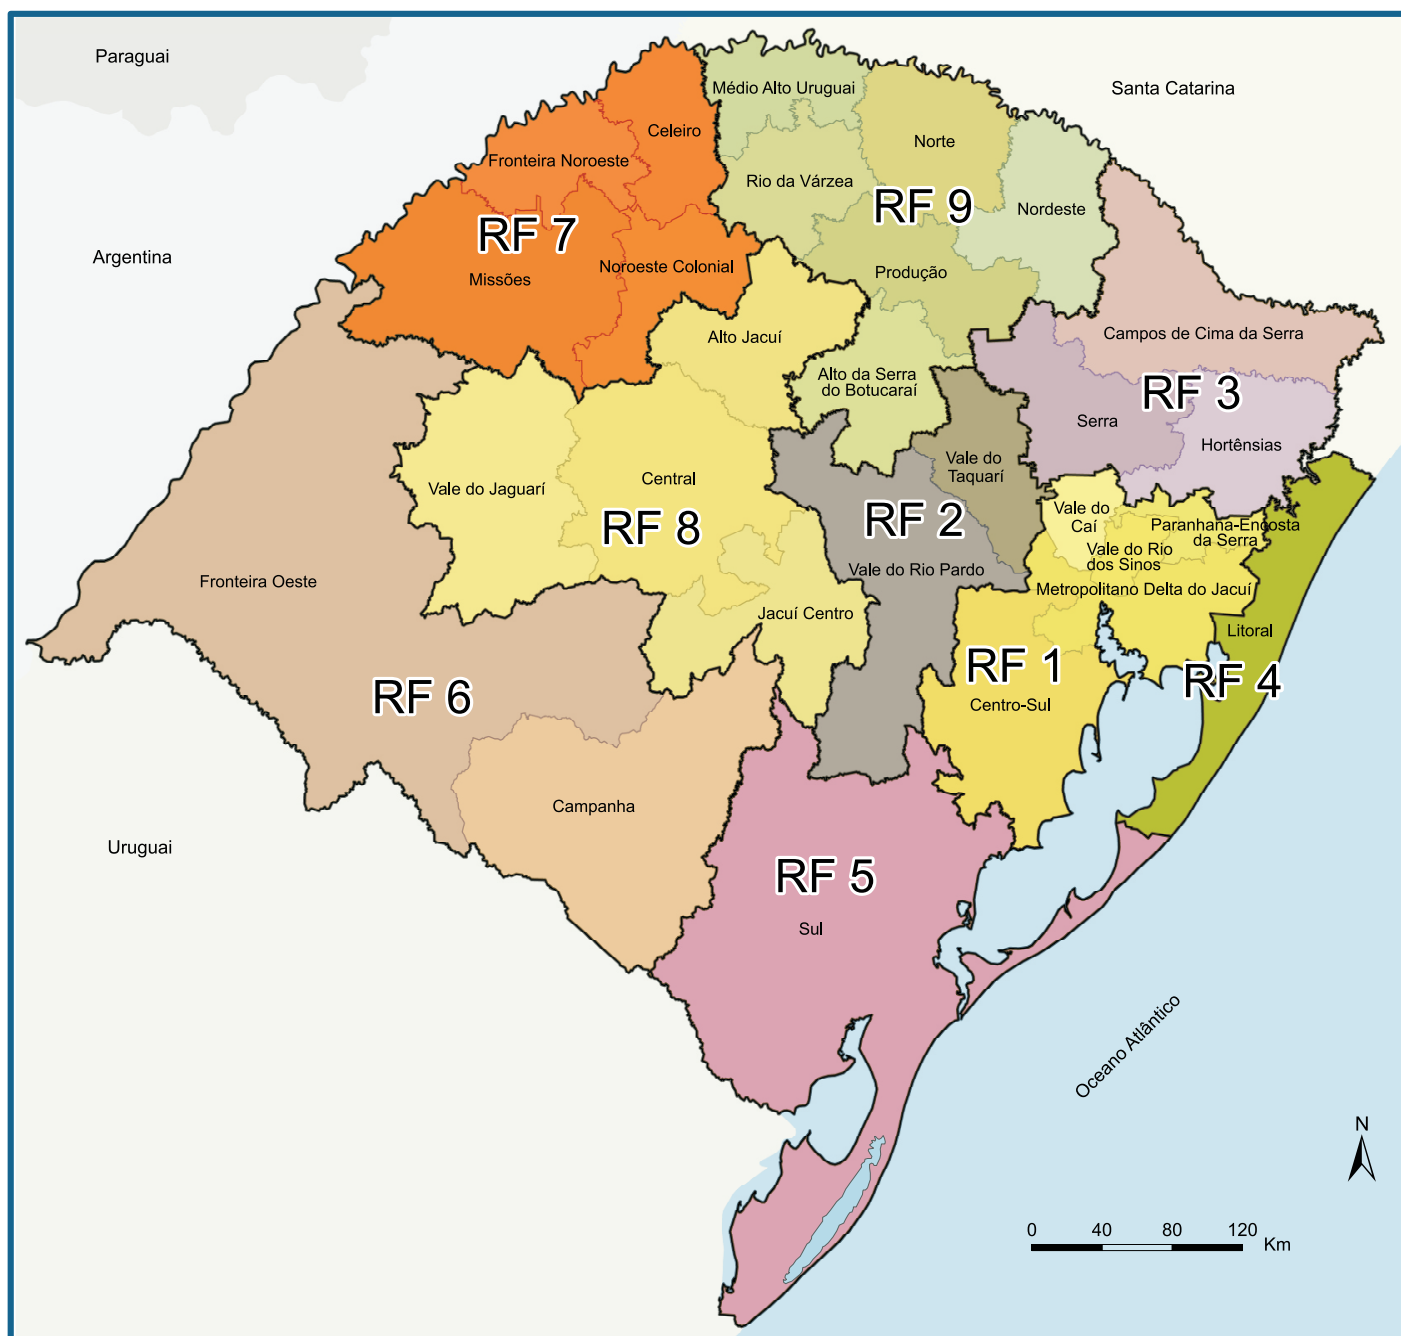 Paraguai
Santa Catarina
Médio Alto Uruguai
Celeiro
Norte
Fronteira Noroeste
Rio da Várzea
RF 9
Nordeste
RF 7
Argentina
Noroeste Colonial
Missões
Produção
Alto Jacuí
Campos de Cima da Serra
Alto da Serra
do Botucaraí
RF 3
Serra
Hortênsias
Vale do
Taquarí
Central
Vale do Jaguarí
RF 8
RF 2
Vale do
Caí
Paranhana-Encosta
da Serra
Vale do Rio
dos Sinos
Vale do Rio Pardo
Fronteira Oeste
Metropolitano Delta do Jacuí
Jacuí Centro
Litoral
RF 1
RF 4
RF 6
Centro-Sul
Campanha
Uruguai
RF 5
Sul
Oceano Atlântico
N
0 40 80 120
Km